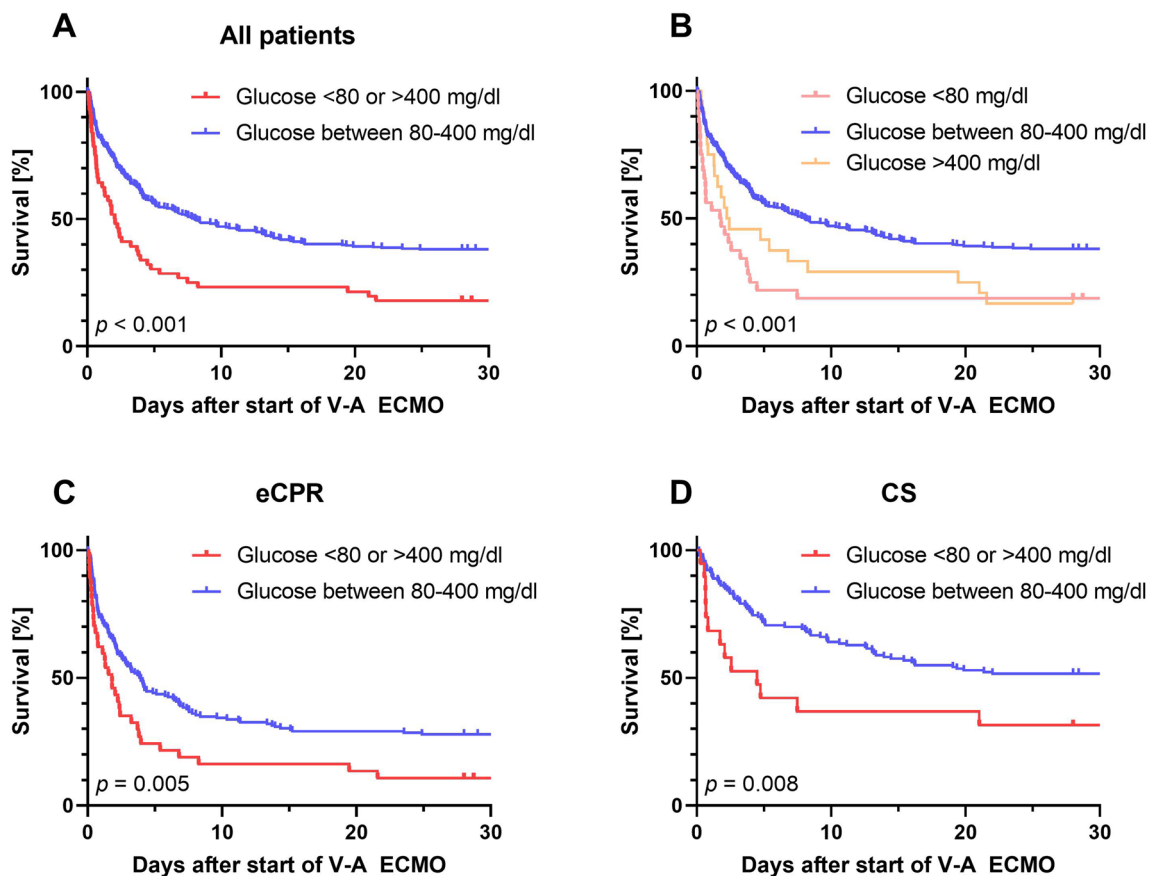 A
All patients
100
50
0
Survival [%]
Glucose <80 or >400 mg/dl
Glucose between 80-400 mg/dl
p < 0.001
0 10 20 30
Days after start of V-A ECMO
B
100
50
0
Survival [%]
Glucose <80 mg/dl
Glucose between 80-400 mg/dl
Glucose >400 mg/dl
p < 0.001
0 10 20 30
Days after start of V-A ECMO
C
eCPR
100
50
0
Survival [%]
Glucose <80 or >400 mg/dl
Glucose between 80-400 mg/dl
p = 0.005
0 10 20 30
Days after start of V-A ECMO
D
CS
100
50
0
Survival [%]
Glucose <80 or >400 mg/dl
Glucose between 80-400 mg/dl
p = 0.008
0 10 20 30
Days after start of V-A ECMO